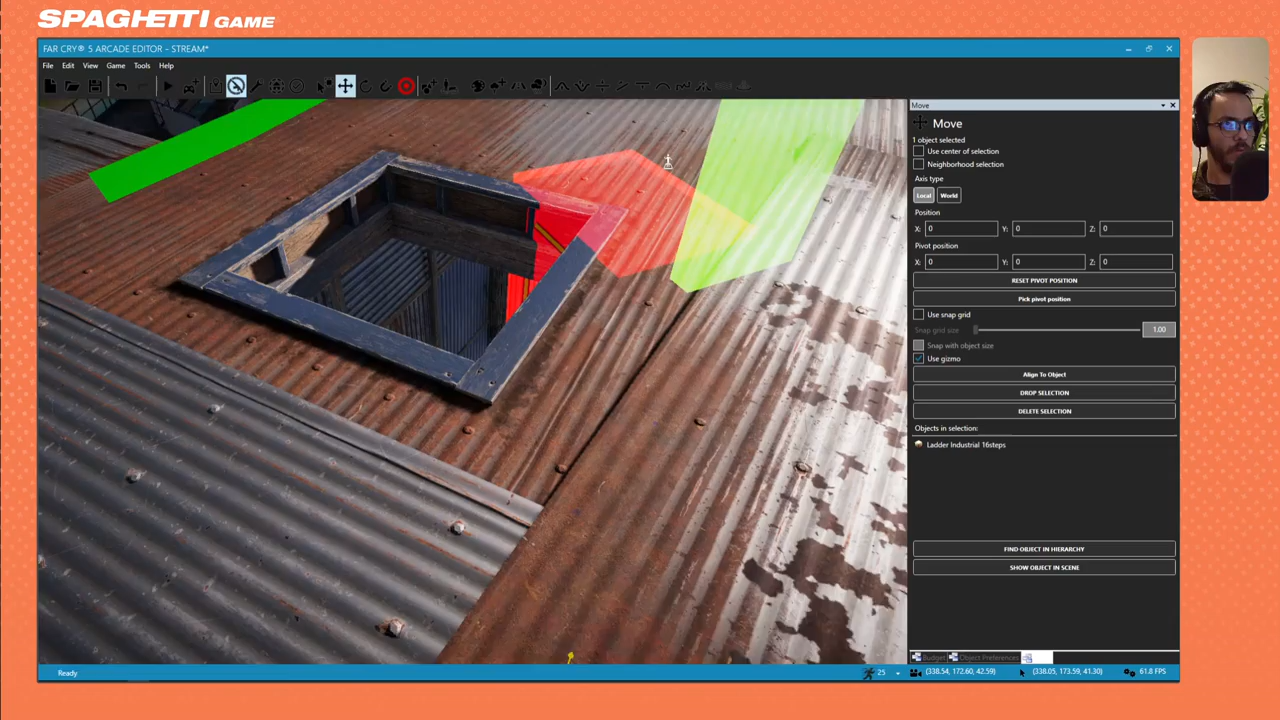 SPAGHETTI GAME
FAR CRY® 5 ARCADE EDITOR - STREAM*
File Edit View Game Tools Help
Move
Move
1 object selected
Use center of selection
Neighborhood selection
Axis type
Local World
Position
X: 0 Y: 0 Z: 0
Pivot position
X: 0 Y: 0 Z: 0
RESET PIVOT POSITION
Pick pivot position
Use snap grid
Snap grid size 1.00
Snap with object size
Use gizmo
Align To Object
DROP SELECTION
DELETE SELECTION
Objects in selection:
Ladder Industrial 16steps
FIND OBJECT IN HIERARCHY
SHOW OBJECT IN SCENE
Budget Object Preferences
Ready 25 (338.54, 172.60, 42.59) (338.05, 173.59, 41.30) 61.8 FPS